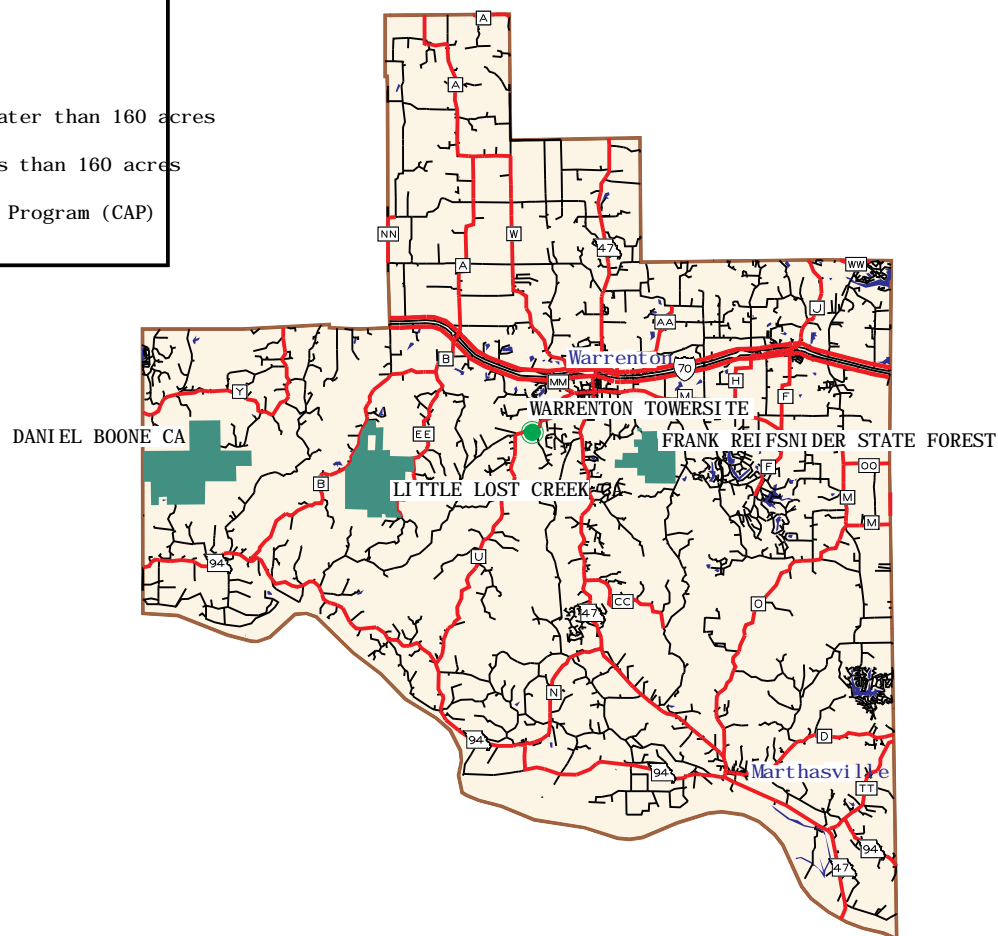 A
A
ater than 160 acres
s than 160 acres
Program (CAP)
NN
W
47
A
WW
J
AA
B
Warrenton
70
MM
H
M
Y
F
WARRENTON TOWERSITE
DANIEL BOONE CA
EE
FRANK REIFSNIDER STATE FOREST
F
OO
B
LITTLE LOST CREEK CA
M
M
U
94
CC
O
47
N
D
94
94
Marthasville
TT
94
47